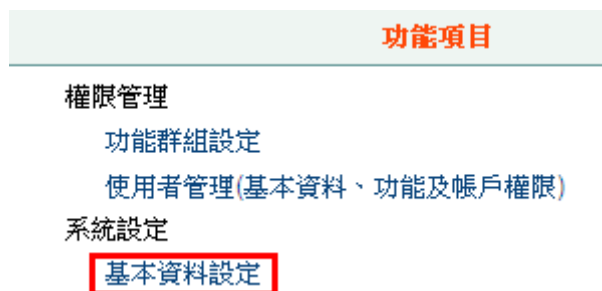 功能項目
權限管理
功能群組設定
使用者管理(基本資料、功能及帳戶權限)
系統設定
基本資料設定